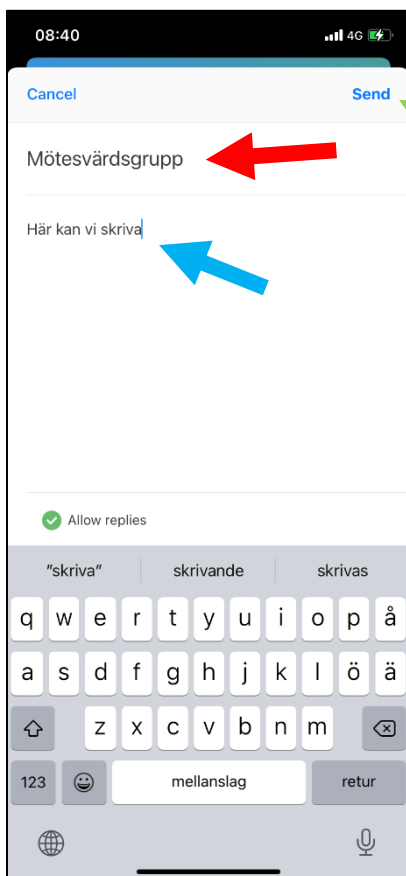 08:40 4G
Cancel Send
Mötesvärdsgrupp
Här kan vi skriva
Allow replies
"skriva" skrivande skrivas
q w e r t y u i o p å
a s d f g h j k l ö ä
z x c v b n m
123 mellanslag retur